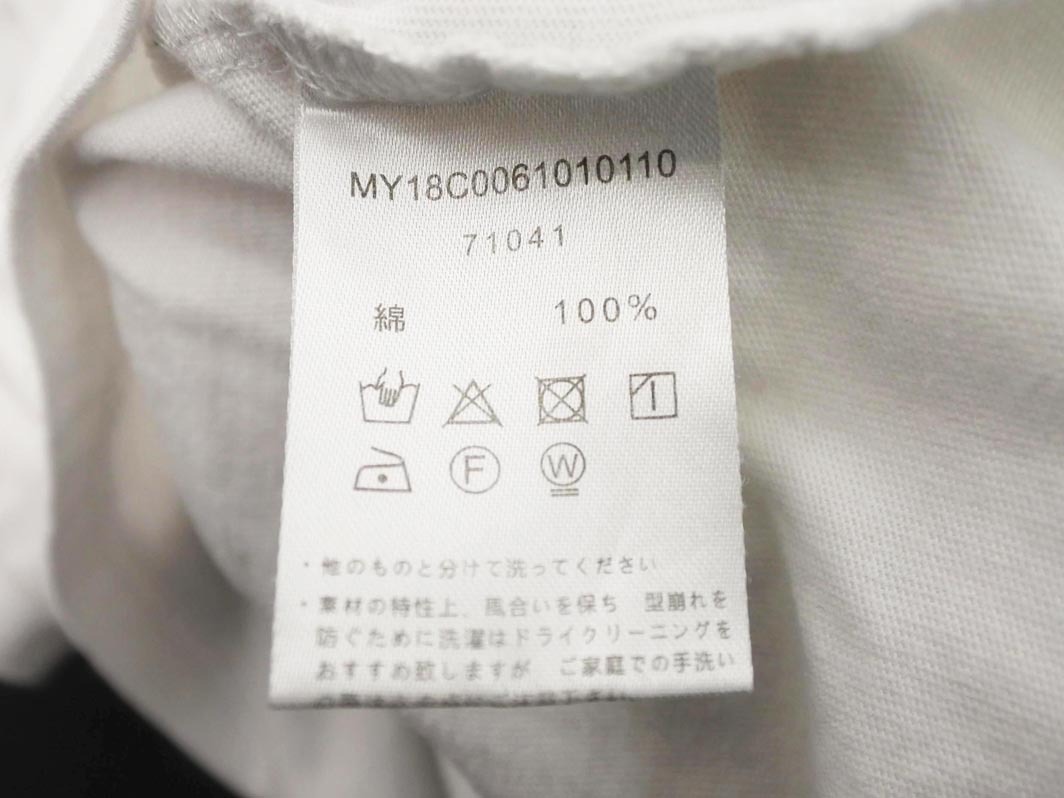 MY18C0061010110
71041
綿 100%
F W
・他のものと分けて洗ってください
・素材の特性上、風合いを保ち 型崩れを
防ぐために洗濯はドライクリーニングを
おすすめ致しますが ご家庭での手洗い